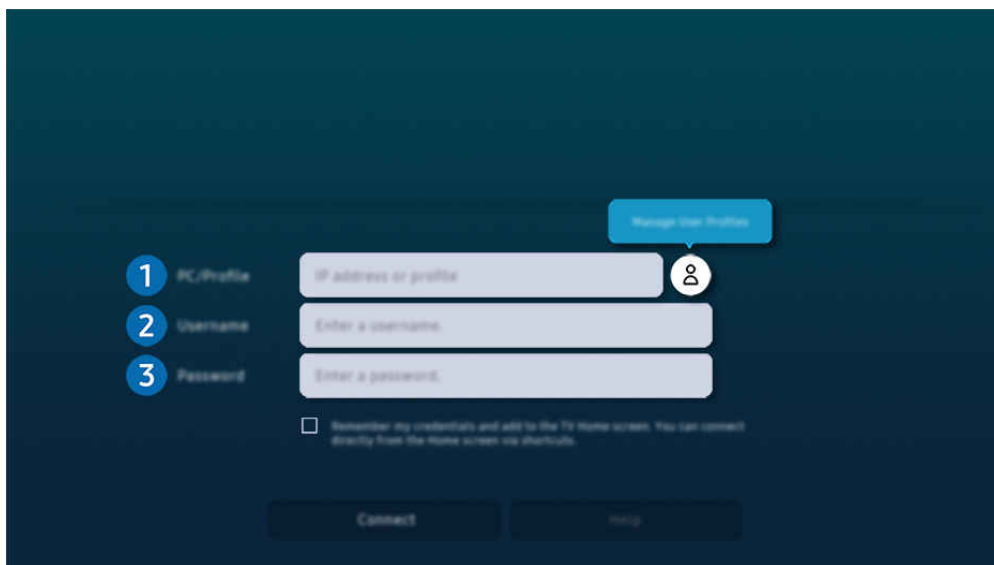 Manage User Profiles
1 PC/Profile IP address or profile
2 Username Enter a username.
3 Password Enter a password.
Remember my credentials and add to the TV Home screen. You can connect
directly from the Home screen via shortcuts.
Connect Help